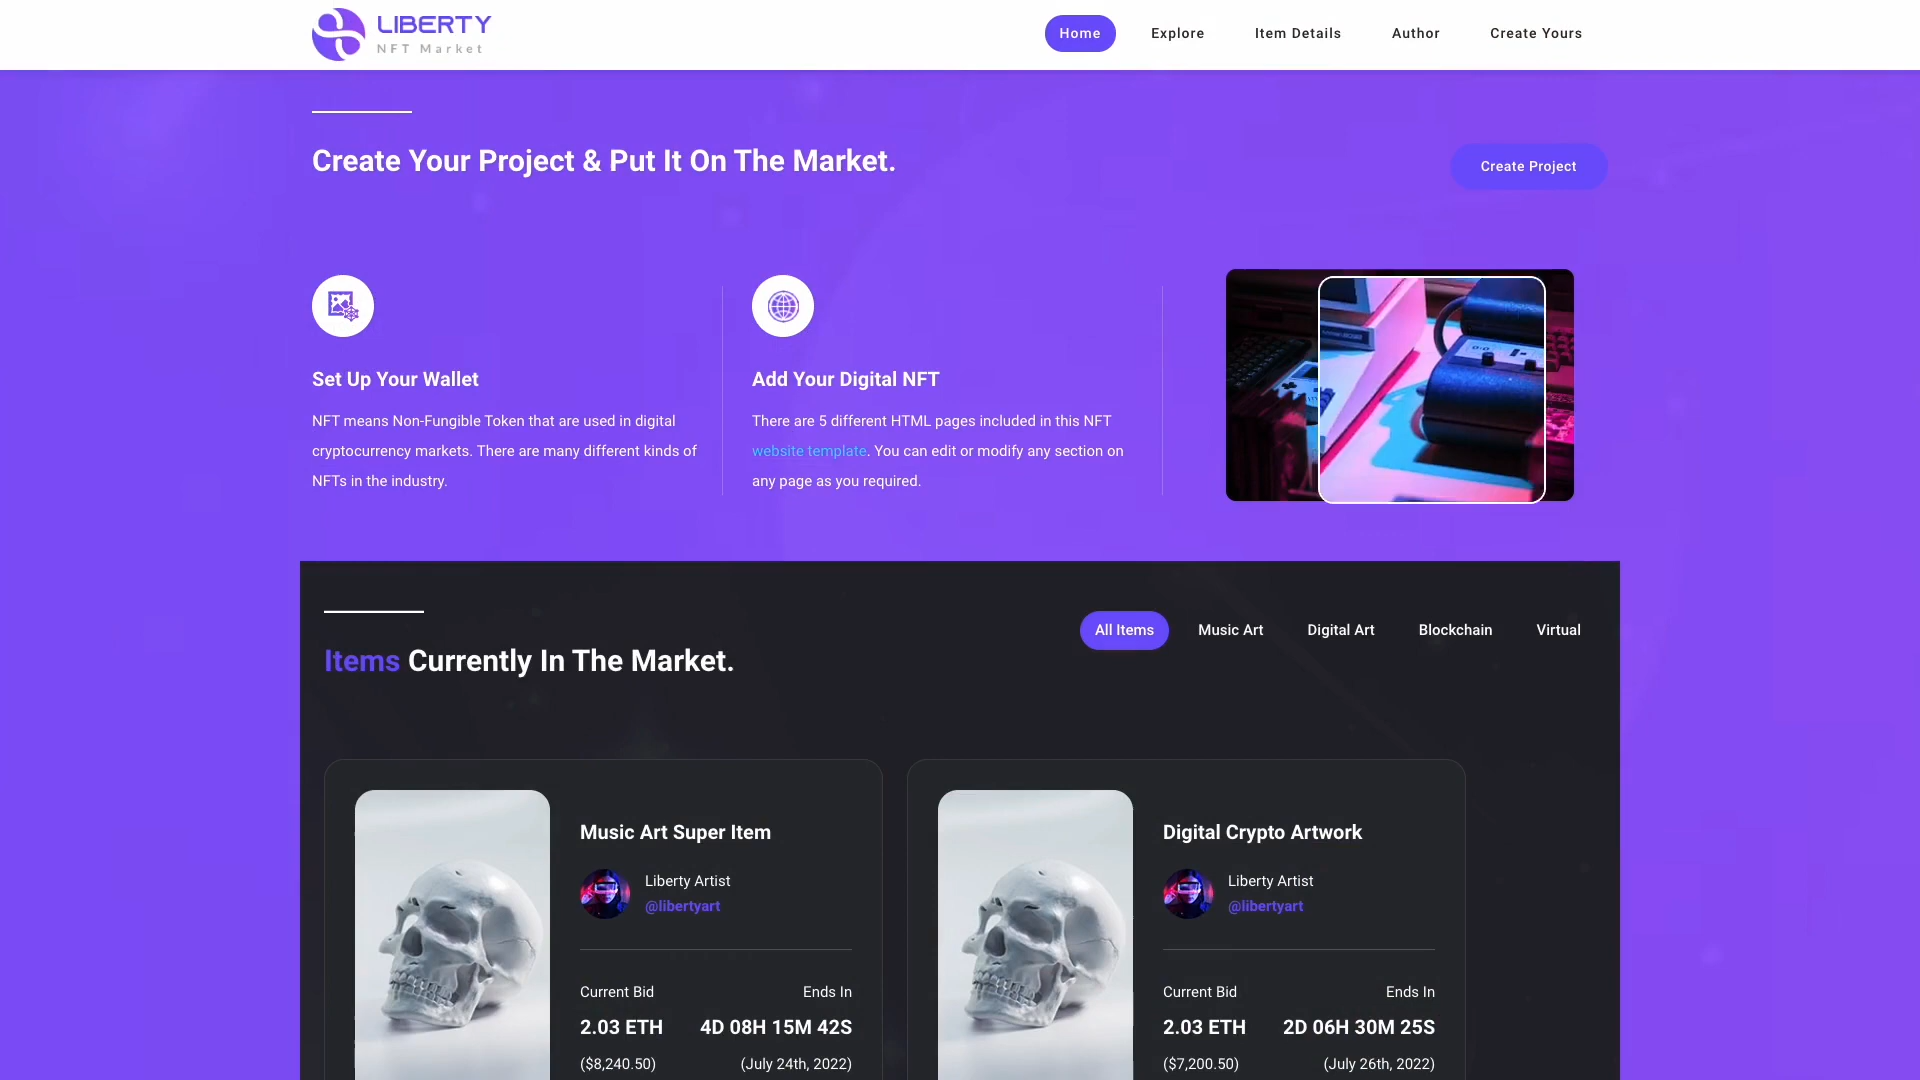 LIBERTY
NFT Market
Home
Explore
Item Details
Author
Create Yours
Create Your Project & Put It On The Market.
Create Project
Set Up Your Wallet
NFT means Non-Fungible Token that are used in digital
cryptocurrency markets. There are many different kinds of
NFTs in the industry.
Add Your Digital NFT
There are 5 different HTML pages included in this NFT
website template. You can edit or modify any section on
any page as you required.
Items Currently In The Market.
All Items
Music Art
Digital Art
Blockchain
Virtual
Music Art Super Item
Liberty Artist
@libertyart
Current Bid
Ends In
2.03 ETH
4D 08H 15M 42S
($8,240.50)
(July 24th, 2022)
Digital Crypto Artwork
Liberty Artist
@libertyart
Current Bid
Ends In
2.03 ETH
2D 06H 30M 25S
($7,200.50)
(July 26th, 2022)